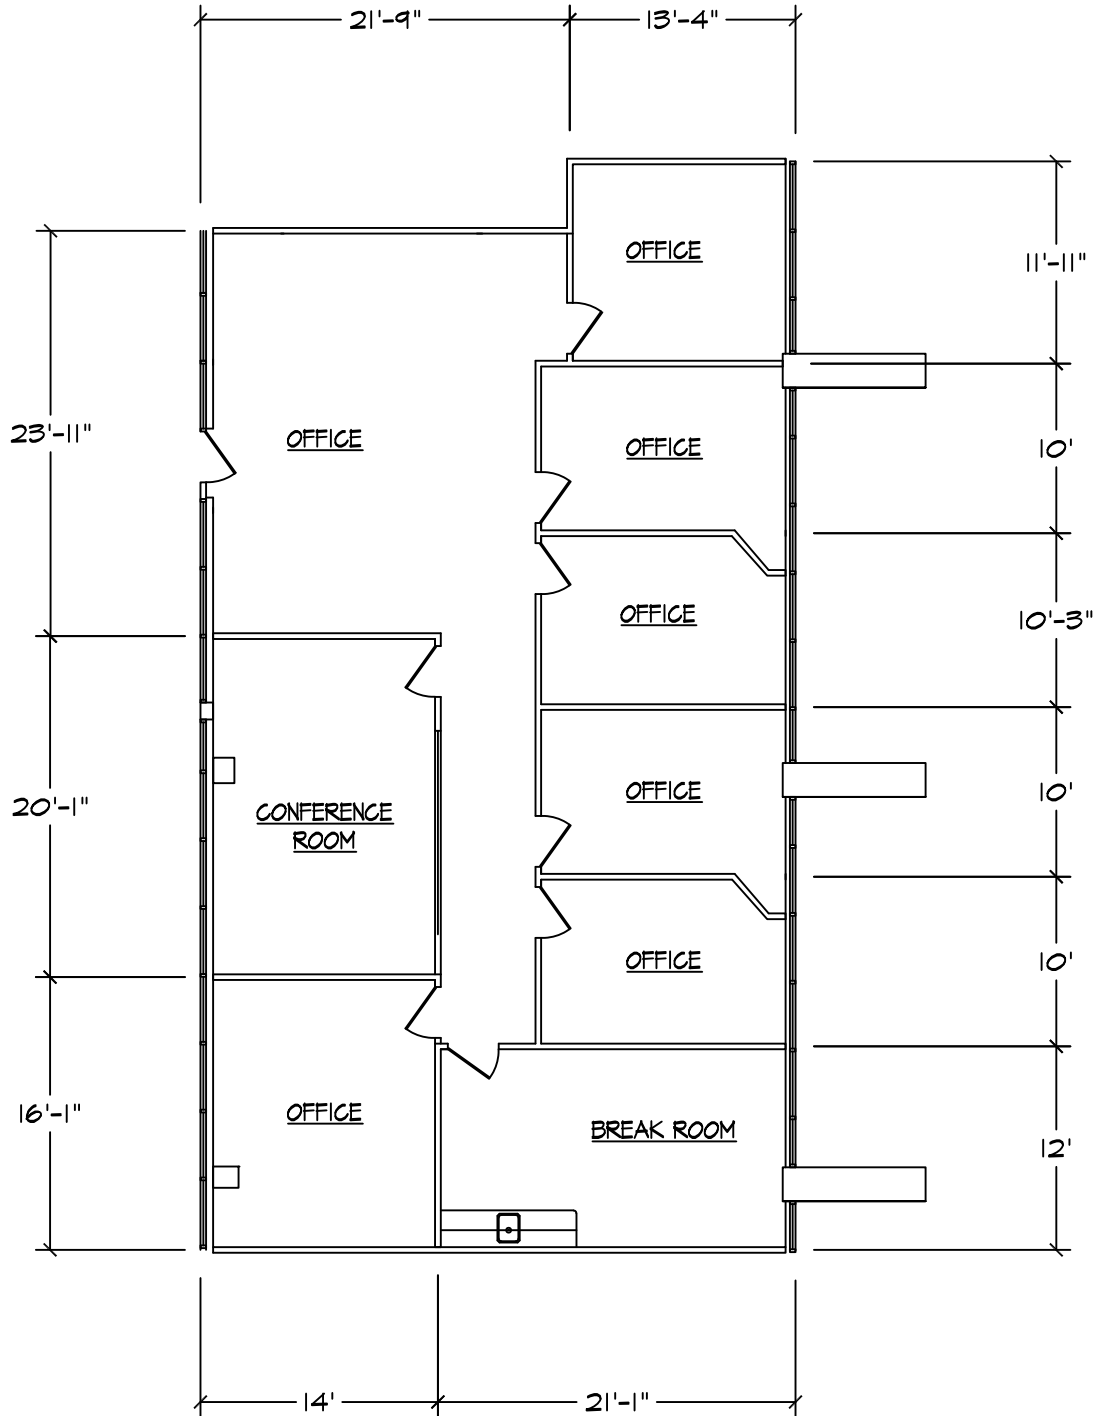 21'-9"
13'-4"
OFFICE
11'-11"
23'-11"
OFFICE
OFFICE
10'
OFFICE
10'-3"
OFFICE
10'
20'-1"
CONFERENCE
ROOM
OFFICE
10'
16'-1"
OFFICE
BREAK ROOM
12'
14'
21'-1"